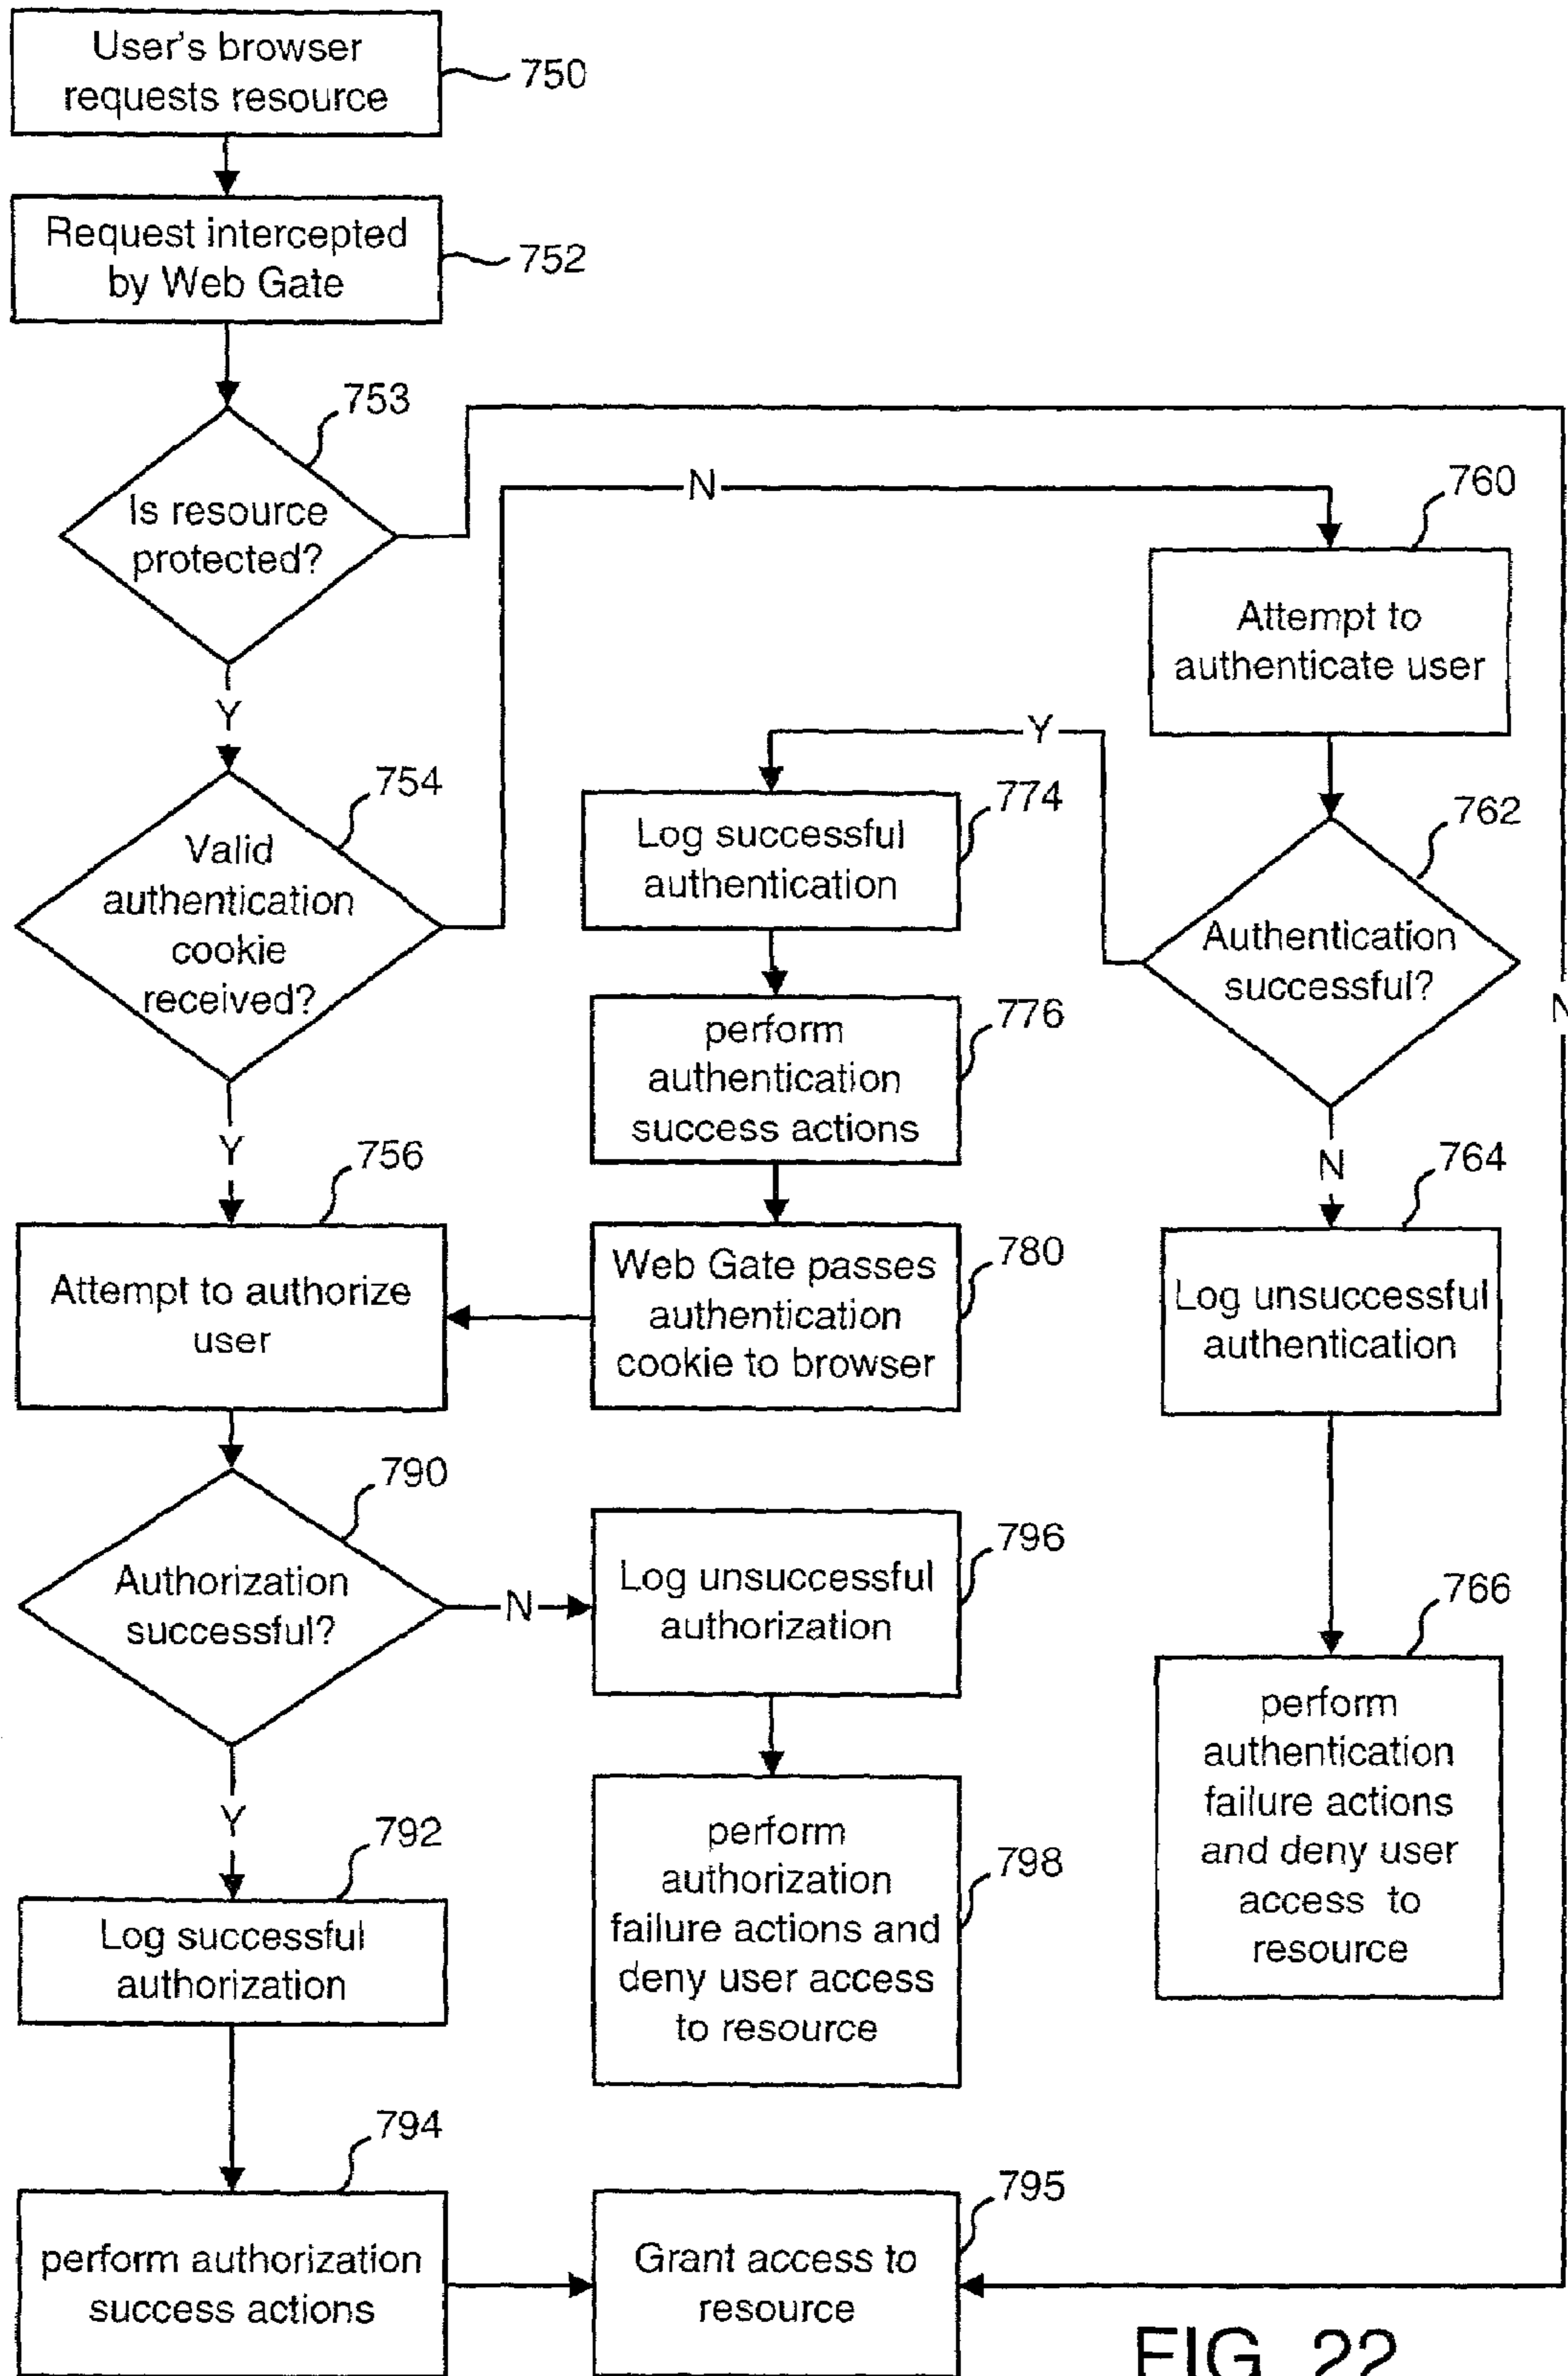 User's browser
requests resource
750
Request intercepted
by Web Gate
752
753
Is resource
protected?
N
760
Attempt to
authenticate user
Y
Y
754
Valid
authentication
cookie
received?
774
Log successful
authentication
762
Authentication
successful?
N
776
perform
authentication
success actions
Y
756
N
764
Attempt to authorize
user
780
Web Gate passes
authentication
cookie to browser
Log unsuccessful
authentication
790
Authorization
successful?
N
796
Log unsuccessful
authorization
766
perform
authentication
failure actions
and deny user
access to
resource
Y
792
Log successful
authorization
798
perform
authorization
failure actions and
deny user access
to resource
794
perform authorization
success actions
795
Grant access to
resource
FIG. 22